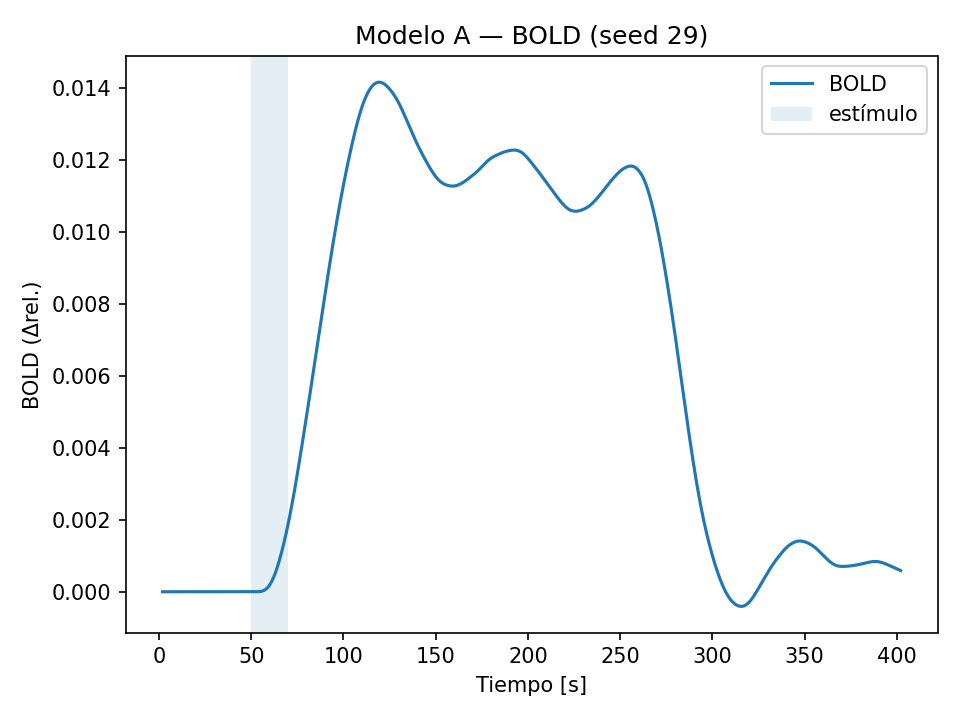 Modelo A — BOLD (seed 29)
BOLD
estímulo
BOLD (Δrel.)
0.014
0.012
0.010
0.008
0.006
0.004
0.002
0.000
0 50 100 150 200 250 300 350 400
Tiempo [s]